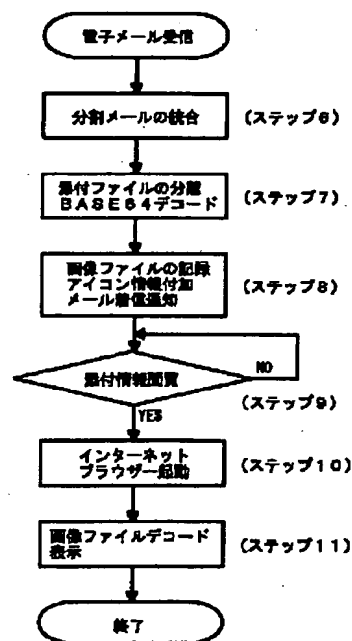 電子メール受信
分割メールの統合
(ステップ6)
添付ファイルの分離
BASE64デコード
(ステップ7)
画像ファイルの記録
アイコン情報付加
メール着信通知
(ステップ8)
添付情報閲覧
NO
(ステップ9)
YES
インターネット
ブラウザー起動
(ステップ10)
画像ファイルデコード
表示
(ステップ11)
終了